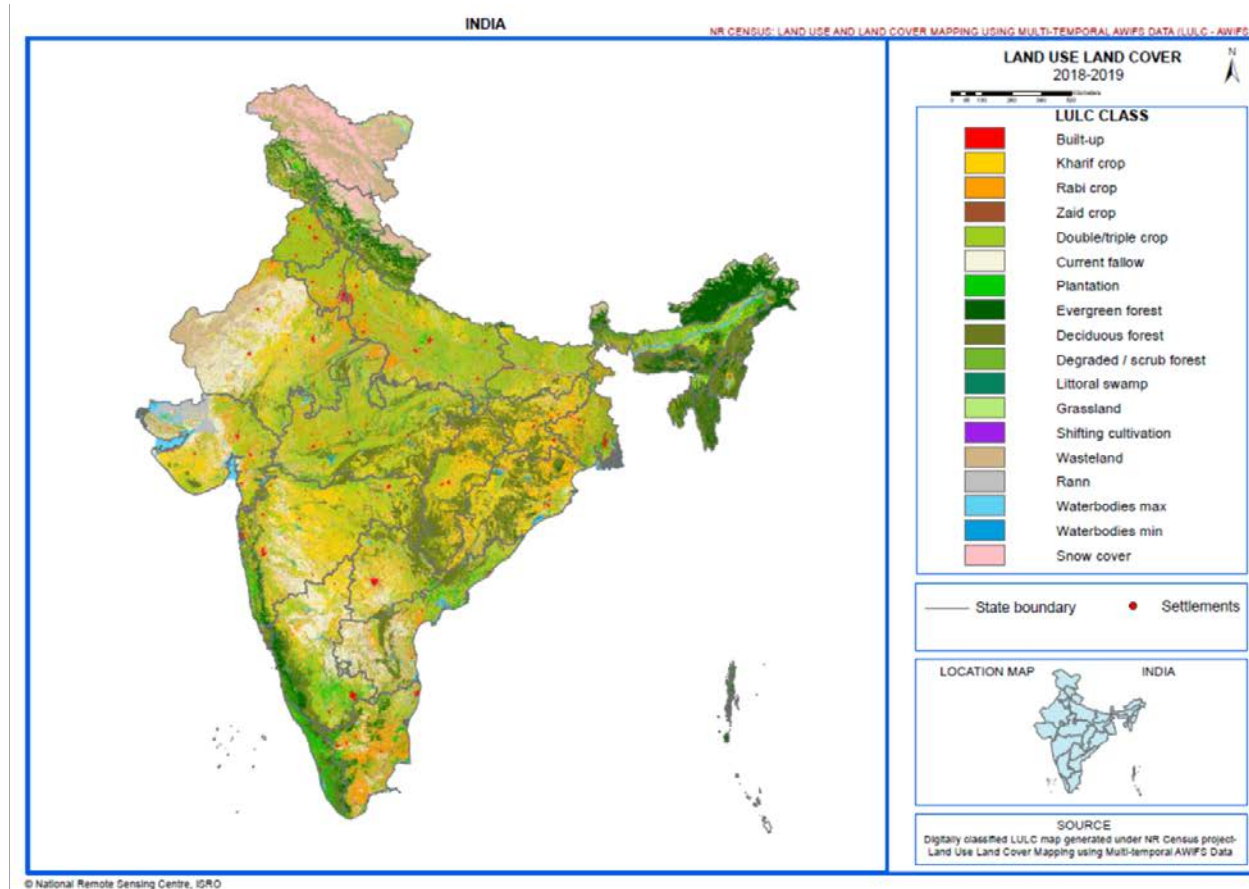 INDIA
NR CENSUS: LAND USE AND LAND COVER MAPPING USING MULTI-TEMPORAL AWIFS DATA (LULC - AWIFS
LAND USE LAND COVER
2018-2019
N
LULC CLASS
Built-up
Kharif crop
Rabi crop
Zaid crop
Double/triple crop
Current fallow
Plantation
Evergreen forest
Deciduous forest
Degraded / scrub forest
Littoral swamp
Grassland
Shifting cultivation
Wasteland
Rann
Waterbodies max
Waterbodies min
Snow cover
State boundary
Settlements
LOCATION MAP
INDIA
SOURCE
Digitally classified LULC map generated under NR Census project-
Land Use Land Cover Mapping using Multi-temporal AWIFS Data
© National Remote Sensing Centre, ISRO